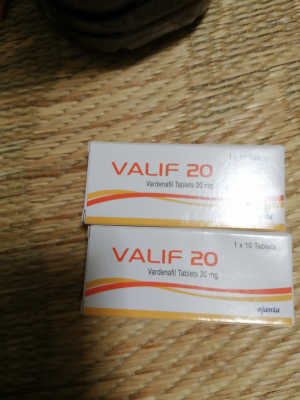 VALIF 20
1 x 10 Tablets
Vardenafil Tablets 20 mg
VALIF 20
1 x 10 Tablets
Vardenafil Tablets 20 mg
ajanta